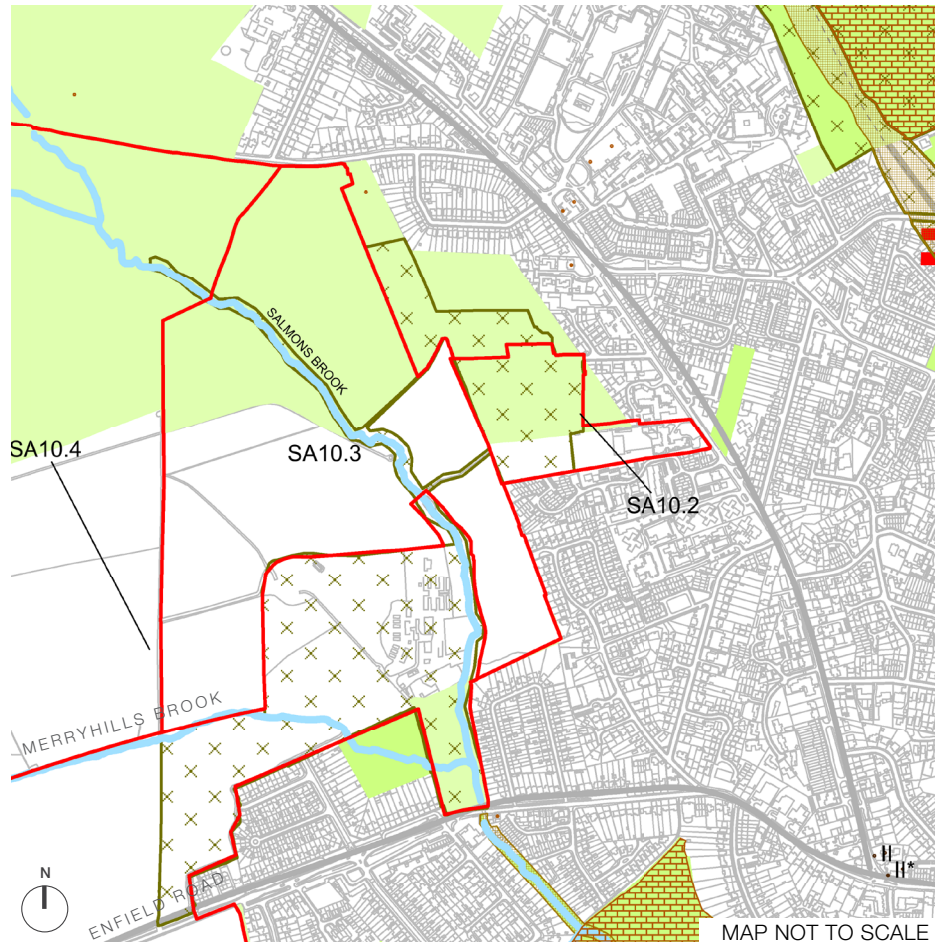 SALMONS BROOK
SA10.4
SA10.3
SA10.2
MERRYHILLS BROOK
II
II*
N
ENFIELD ROAD
MAP NOT TO SCALE